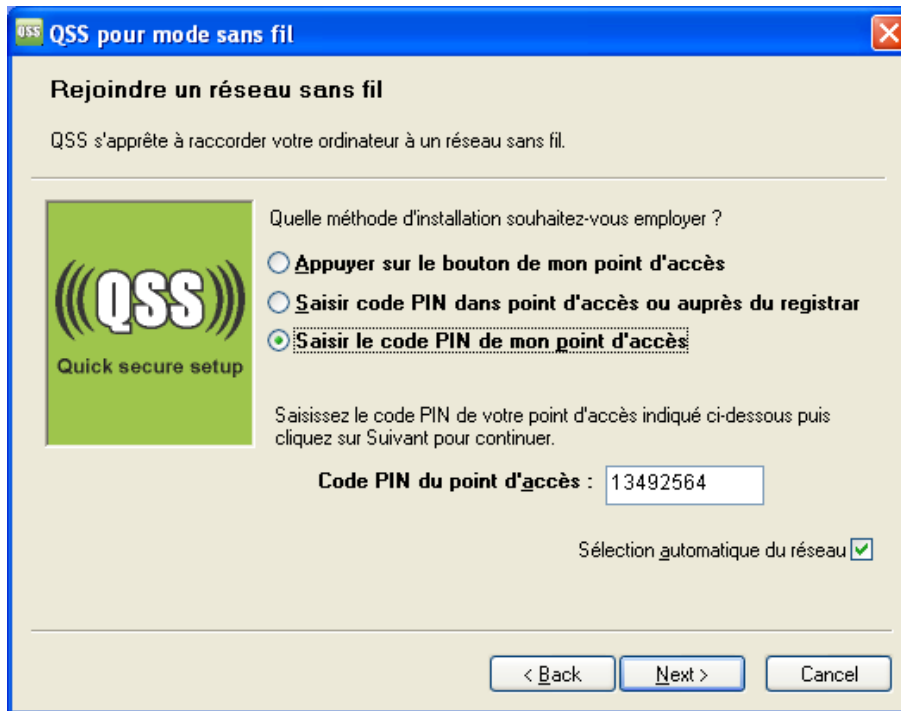 QSS QSS pour mode sans fil
Rejoindre un réseau sans fil
QSS s'apprête à raccorder votre ordinateur à un réseau sans fil.
Quelle méthode d'installation souhaitez-vous employer ?
Appuyer sur le bouton de mon point d'accès
Saisir code PIN dans point d'accès ou auprès du registrar
Saisir le code PIN de mon point d'accès
(((QSS)))
Quick secure setup
Saisissez le code PIN de votre point d'accès indiqué ci-dessous puis
cliquez sur Suivant pour continuer.
Code PIN du point d'accès : 13492564
Sélection automatique du réseau
< Back Next > Cancel